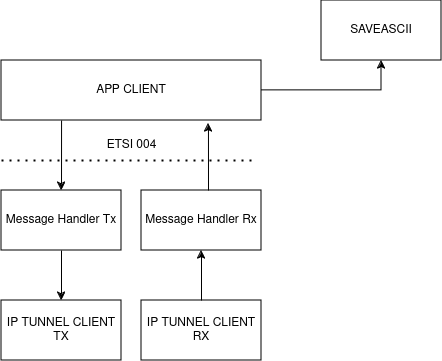 SAVEASCII
APP CLIENT
ETSI 004
Message Handler Tx
Message Handler Rx
IP TUNNEL CLIENT
TX
IP TUNNEL CLIENT
RX